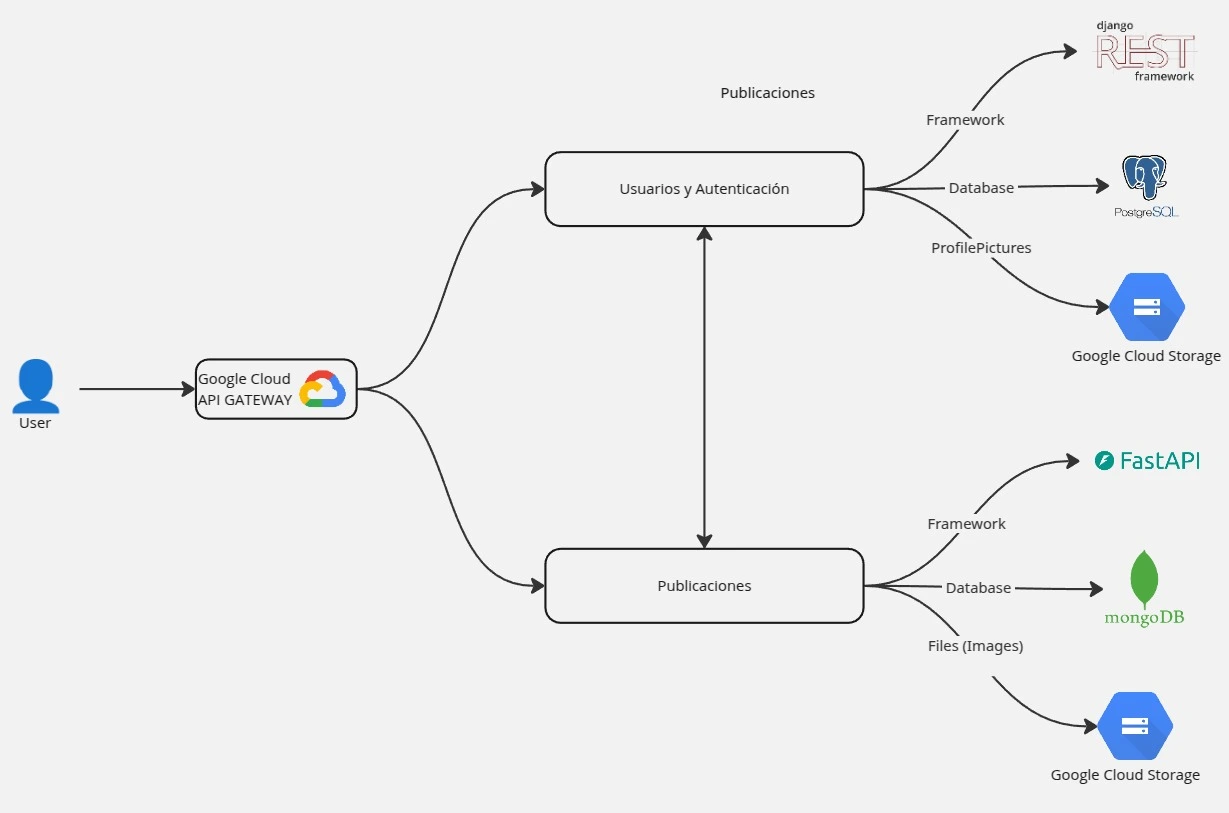 django
REST
framework
Publicaciones
Framework
Usuarios y Autenticación
Database
PostgreSQL
ProfilePictures
Google Cloud Storage
Google Cloud
API GATEWAY
User
FastAPI
Framework
Publicaciones
Database
mongoDB
Files (Images)
Google Cloud Storage